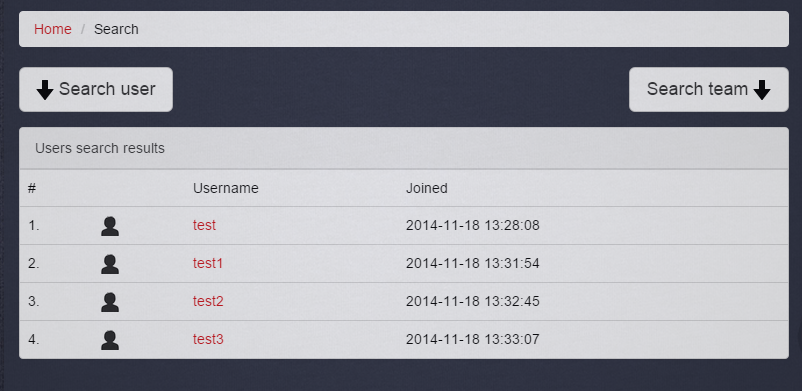 Home / Search
Search user
Search team
Users search results
# Username Joined
1. test 2014-11-18 13:28:08
2. test1 2014-11-18 13:31:54
3. test2 2014-11-18 13:32:45
4. test3 2014-11-18 13:33:07